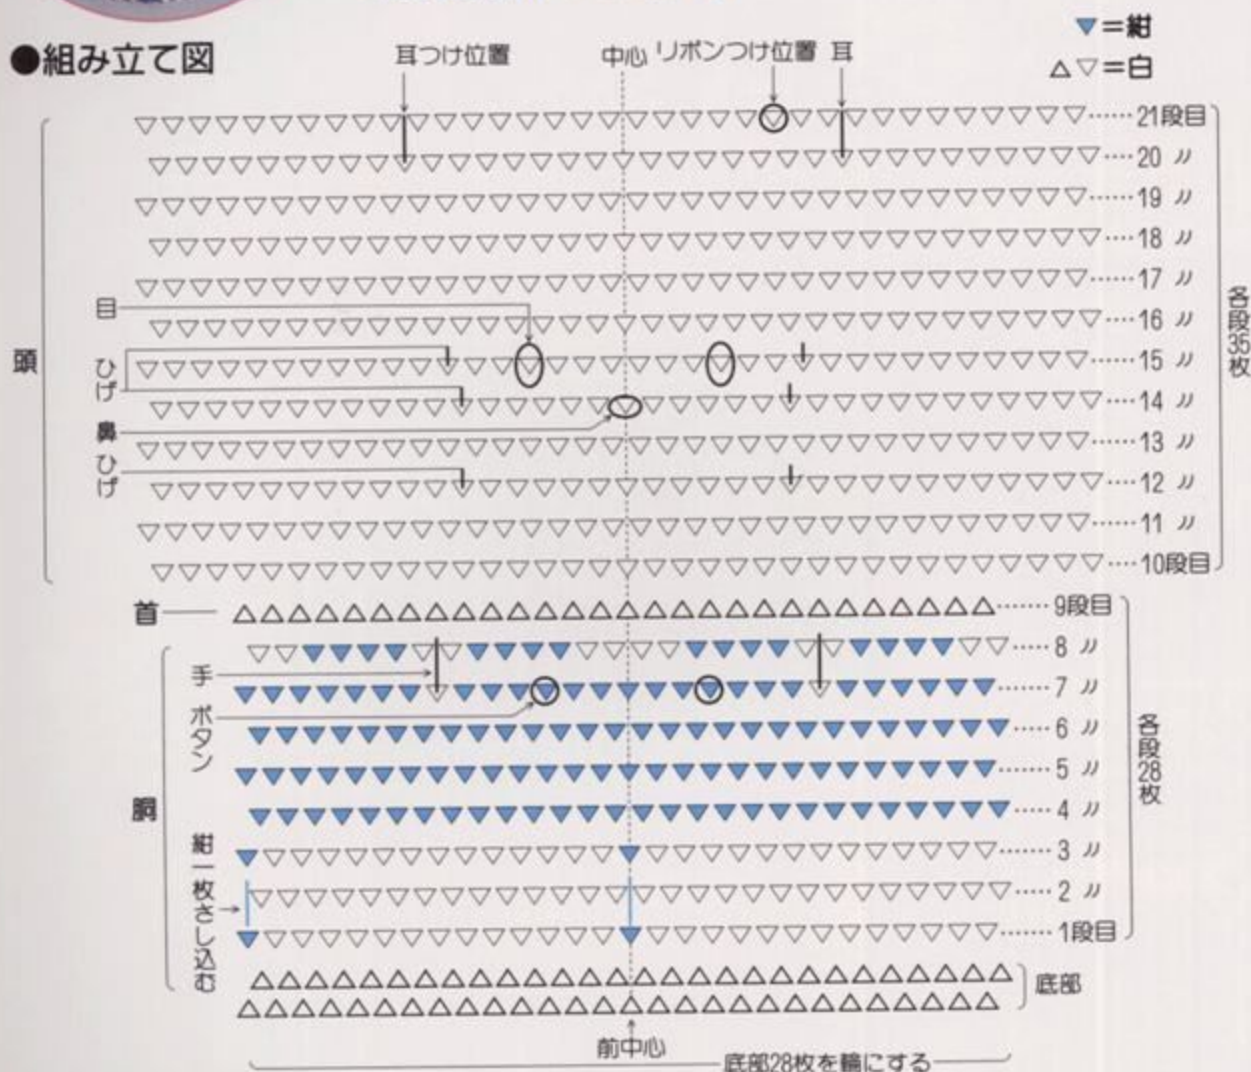 ▼=紺
△▽=白
●組み立て図
耳つけ位置
中心
リボンつけ位置
耳
21段目
20 〃
19 〃
18 〃
17 〃
16 〃
15 〃
14 〃
13 〃
12 〃
11 〃
10段目
各段35枚
頭
目
ひげ
鼻
ひげ
首
9段目
8 〃
7 〃
6 〃
5 〃
4 〃
3 〃
2 〃
1段目
各段28枚
手
ボタン
胴
紺一枚さし込む
底部
前中心
底部28枚を輪にする